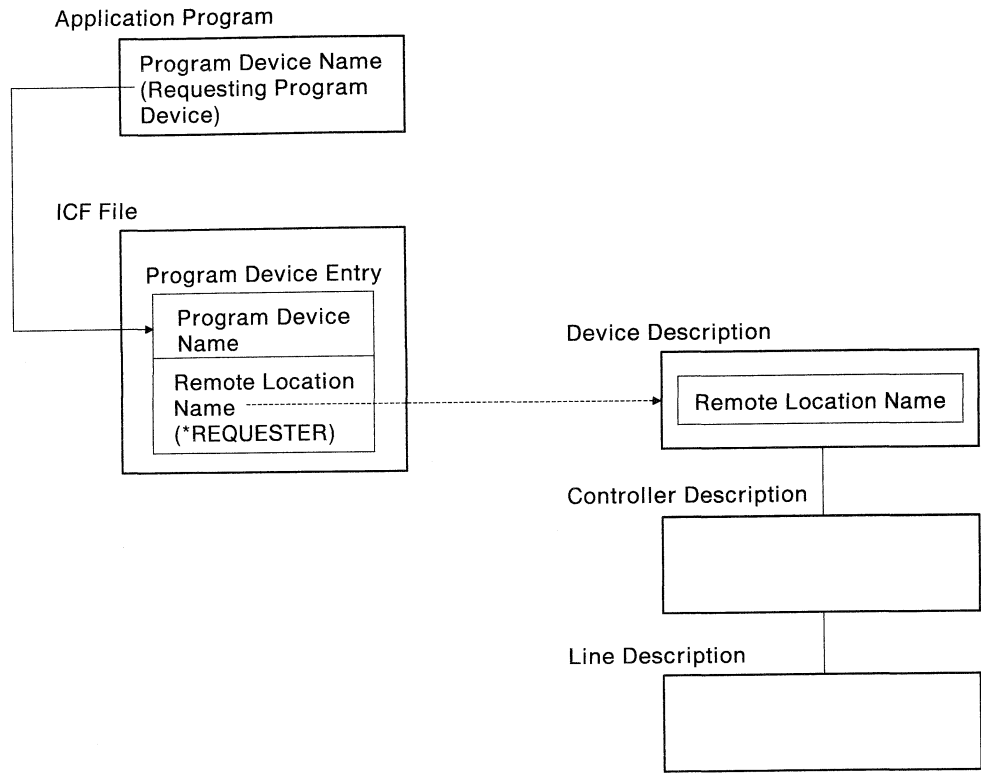 Application Program
Program Device Name
(Requesting Program
Device)
ICF File
Program Device Entry
Program Device
Name
Remote Location
Name
(*REQUESTER)
Device Description
Remote Location Name
Controller Description
Line Description